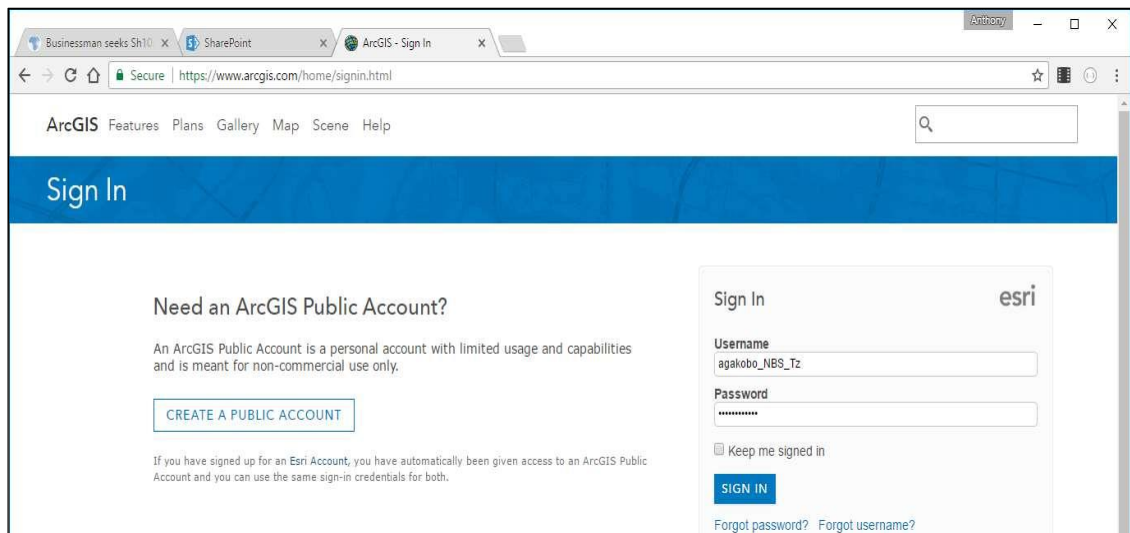 Anthony
Businessman seeks Sh10
SharePoint
ArcGIS - Sign In
Secure | https://www.arcgis.com/home/signin.html
ArcGIS Features Plans Gallery Map Scene Help
Sign In
Need an ArcGIS Public Account?
An ArcGIS Public Account is a personal account with limited usage and capabilities
and is meant for non-commercial use only.
CREATE A PUBLIC ACCOUNT
If you have signed up for an Esri Account, you have automatically been given access to an ArcGIS Public
Account and you can use the same sign-in credentials for both.
Sign In
esri
Username
agakobo_NBS_Tz
Password
••••••••••••
Keep me signed in
SIGN IN
Forgot password? Forgot username?